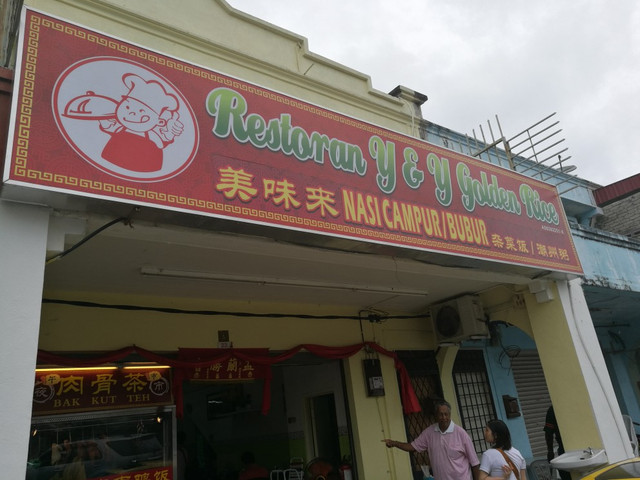 Restoran Y & Y Golden Rice
美味来 NASI CAMPUR/BUBUR 杂菜饭/潮州粥
肉骨茶
BAK KUT TEH